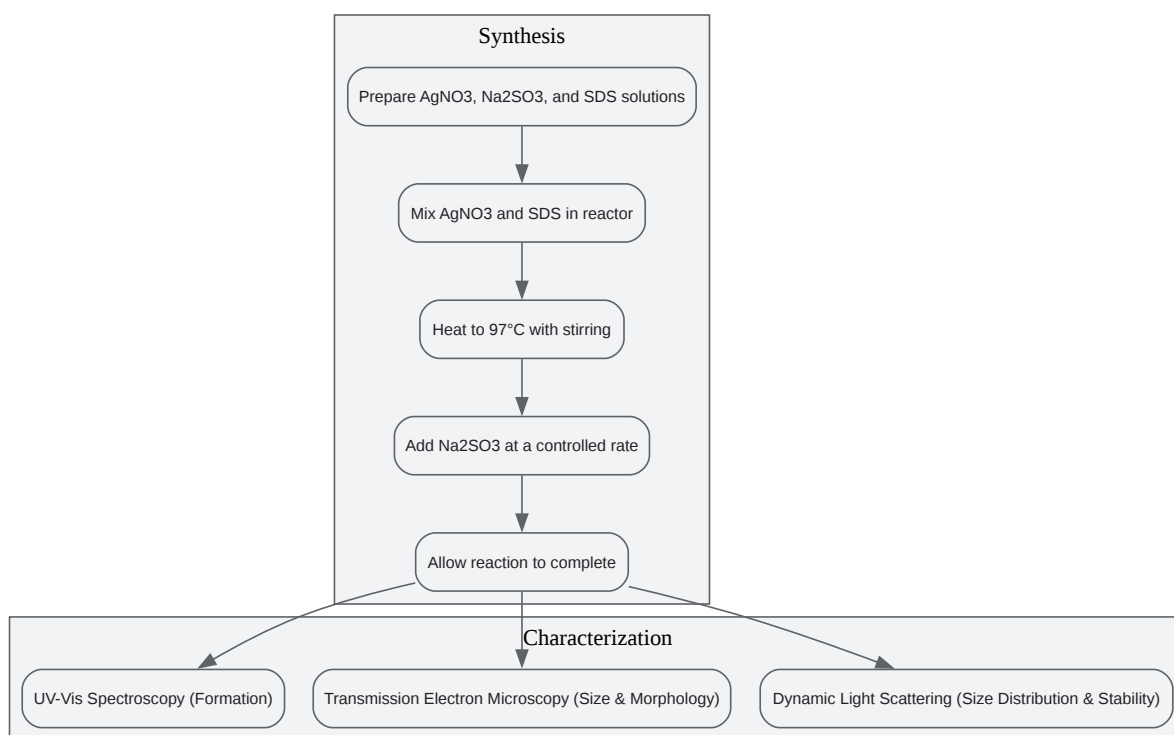 Synthesis
Prepare AgNO3, Na2SO3, and SDS solutions
Mix AgNO3 and SDS in reactor
Heat to 97°C with stirring
Add Na2SO3 at a controlled rate
Allow reaction to complete
Characterization
UV-Vis Spectroscopy (Formation)
Transmission Electron Microscopy (Size & Morphology)
Dynamic Light Scattering (Size Distribution & Stability)